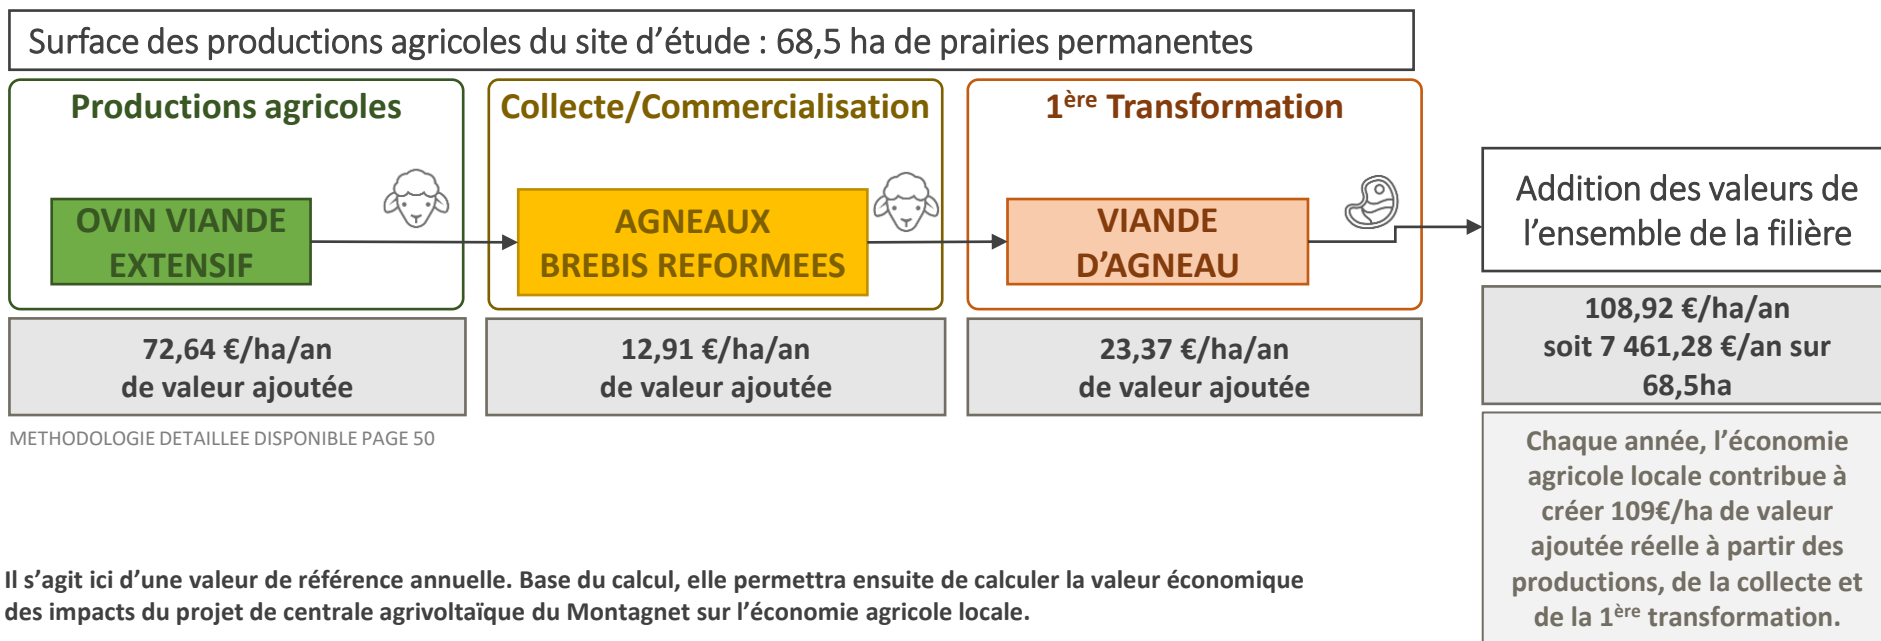 Surface des productions agricoles du site d'étude : 68,5 ha de prairies permanentes
Productions agricoles
OVIN VIANDE
EXTENSIF
72,64 €/ha/an
de valeur ajoutée
Collecte/Commercialisation
AGNEAUX
BREBIS REFORMEES
12,91 €/ha/an
de valeur ajoutée
1ère Transformation
VIANDE
D'AGNEAU
23,37 €/ha/an
de valeur ajoutée
Addition des valeurs de
l'ensemble de la filière
108,92 €/ha/an
soit 7 461,28 €/an sur
68,5ha
Chaque année, l'économie
agricole locale contribue à
créer 109€/ha de valeur
ajoutée réelle à partir des
productions, de la collecte et
de la 1ère transformation.
METHODOLOGIE DETAILLEE DISPONIBLE PAGE 50
Il s'agit ici d'une valeur de référence annuelle. Base du calcul, elle permettra ensuite de calculer la valeur économique
des impacts du projet de centrale agrivoltaïque du Montagnet sur l'économie agricole locale.